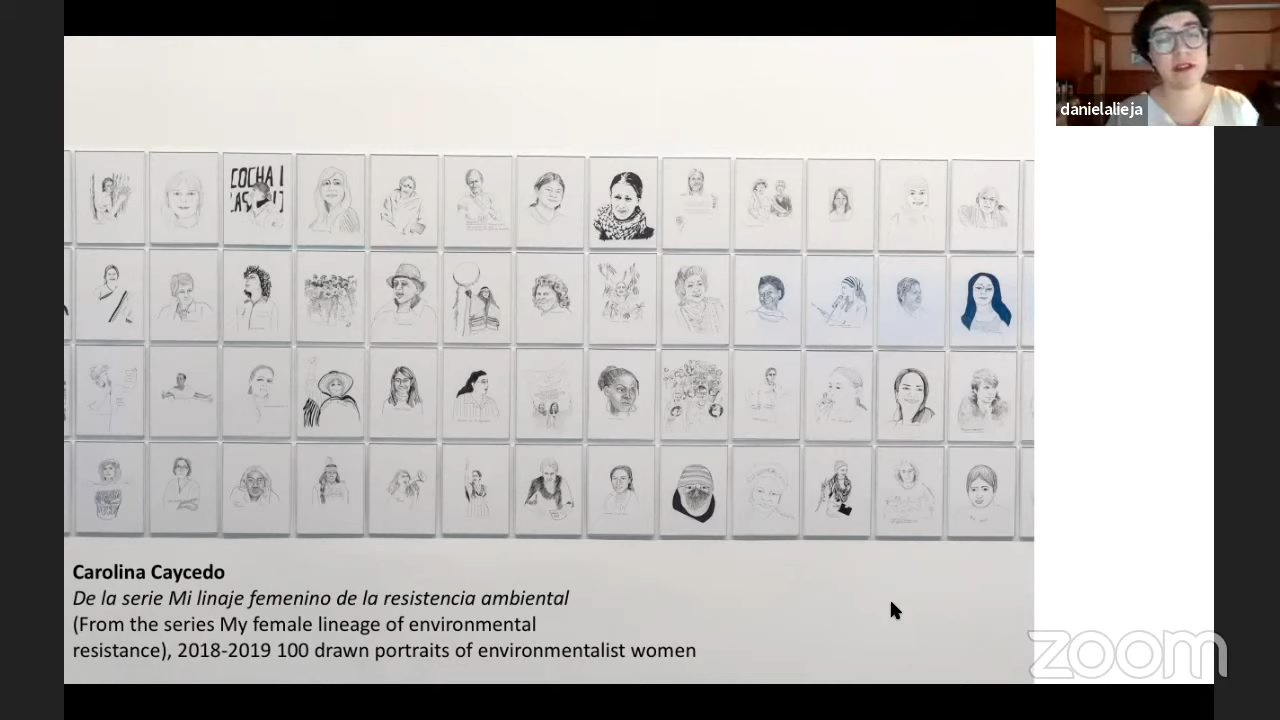 danielalieja
COCHA I
Carolina Caycedo
De la serie Mi linaje femenino de la resistencia ambiental
(From the series My female lineage of environmental
resistance), 2018-2019 100 drawn portraits of environmentalist women
zoom